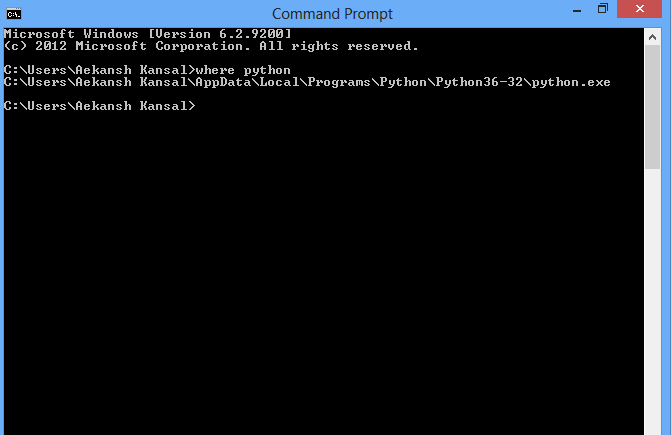 Command Prompt
Microsoft Windows [Version 6.2.9200]
(c) 2012 Microsoft Corporation. All rights reserved.
C:\Users\Aekansh Kansal>where python
C:\Users\Aekansh Kansal\AppData\Local\Programs\Python\Python36-32\python.exe
C:\Users\Aekansh Kansal>